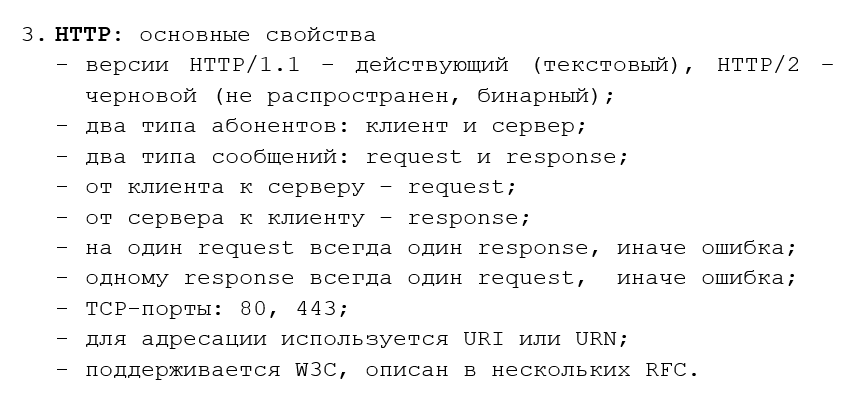 3. HTTP: основные свойства
– версии HTTP/1.1 – действующий (текстовый), HTTP/2 –
черновой (не распространен, бинарный);
– два типа абонентов: клиент и сервер;
– два типа сообщений: request и response;
– от клиента к серверу – request;
– от сервера к клиенту – response;
– на один request всегда один response, иначе ошибка;
– одному response всегда один request,  иначе ошибка;
– TCP-порты: 80, 443;
– для адресации используется URI или URN;
– поддерживается W3C, описан в нескольких RFC.